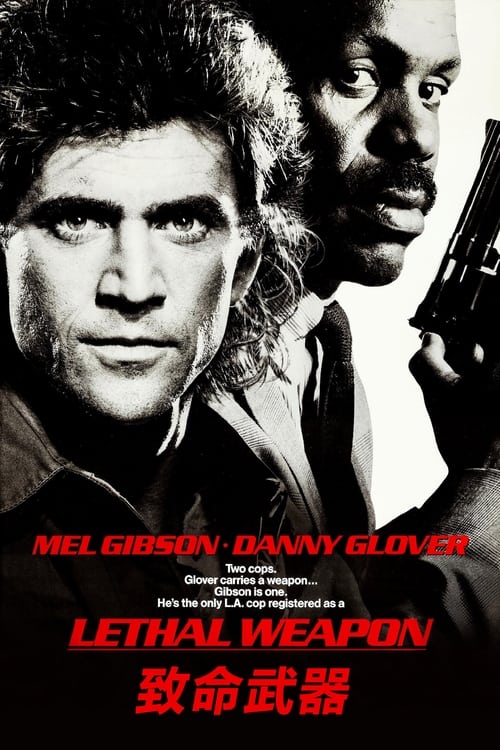 MEL GIBSON · DANNY GLOVER
Two cops.
Glover carries a weapon...
Gibson is one.
He's the only L.A. cop registered as a
LETHAL WEAPON
致命武器